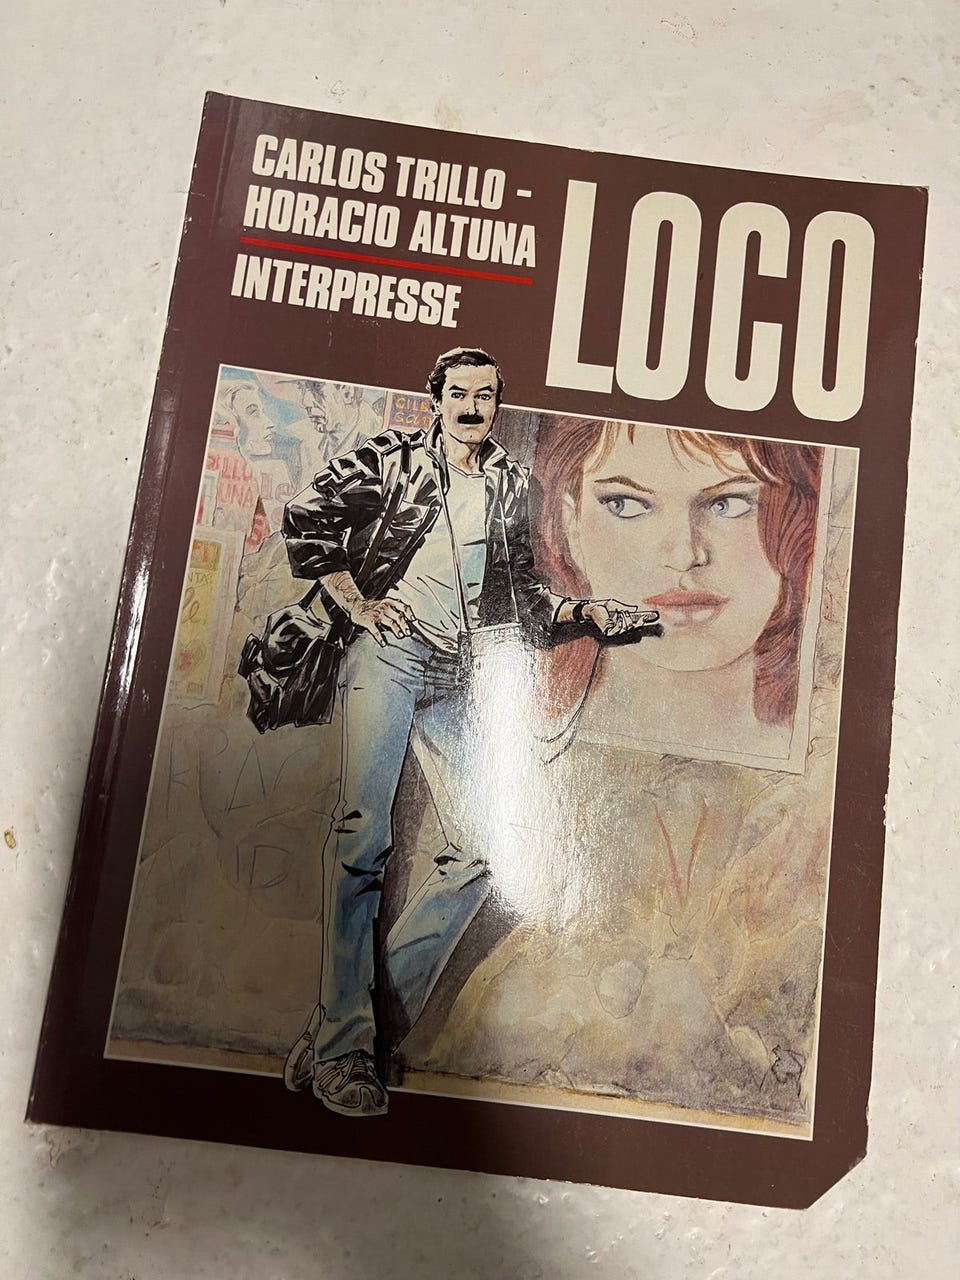 CARLOS TRILLO -
HORACIO ALTUNA
INTERPRESSE
LOCO